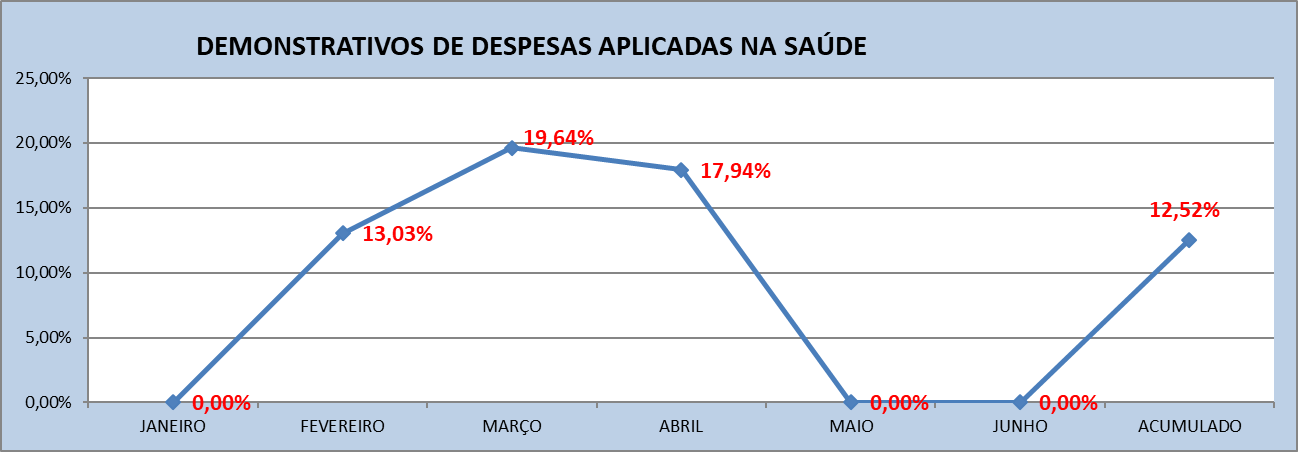 DEMONSTRATIVOS DE DESPESAS APLICADAS NA SAÚDE
25,00%
20,00%
15,00%
10,00%
5,00%
0,00%
0,00%
13,03%
19,64%
17,94%
0,00%
0,00%
12,52%
JANEIRO
FEVEREIRO
MARÇO
ABRIL
MAIO
JUNHO
ACUMULADO